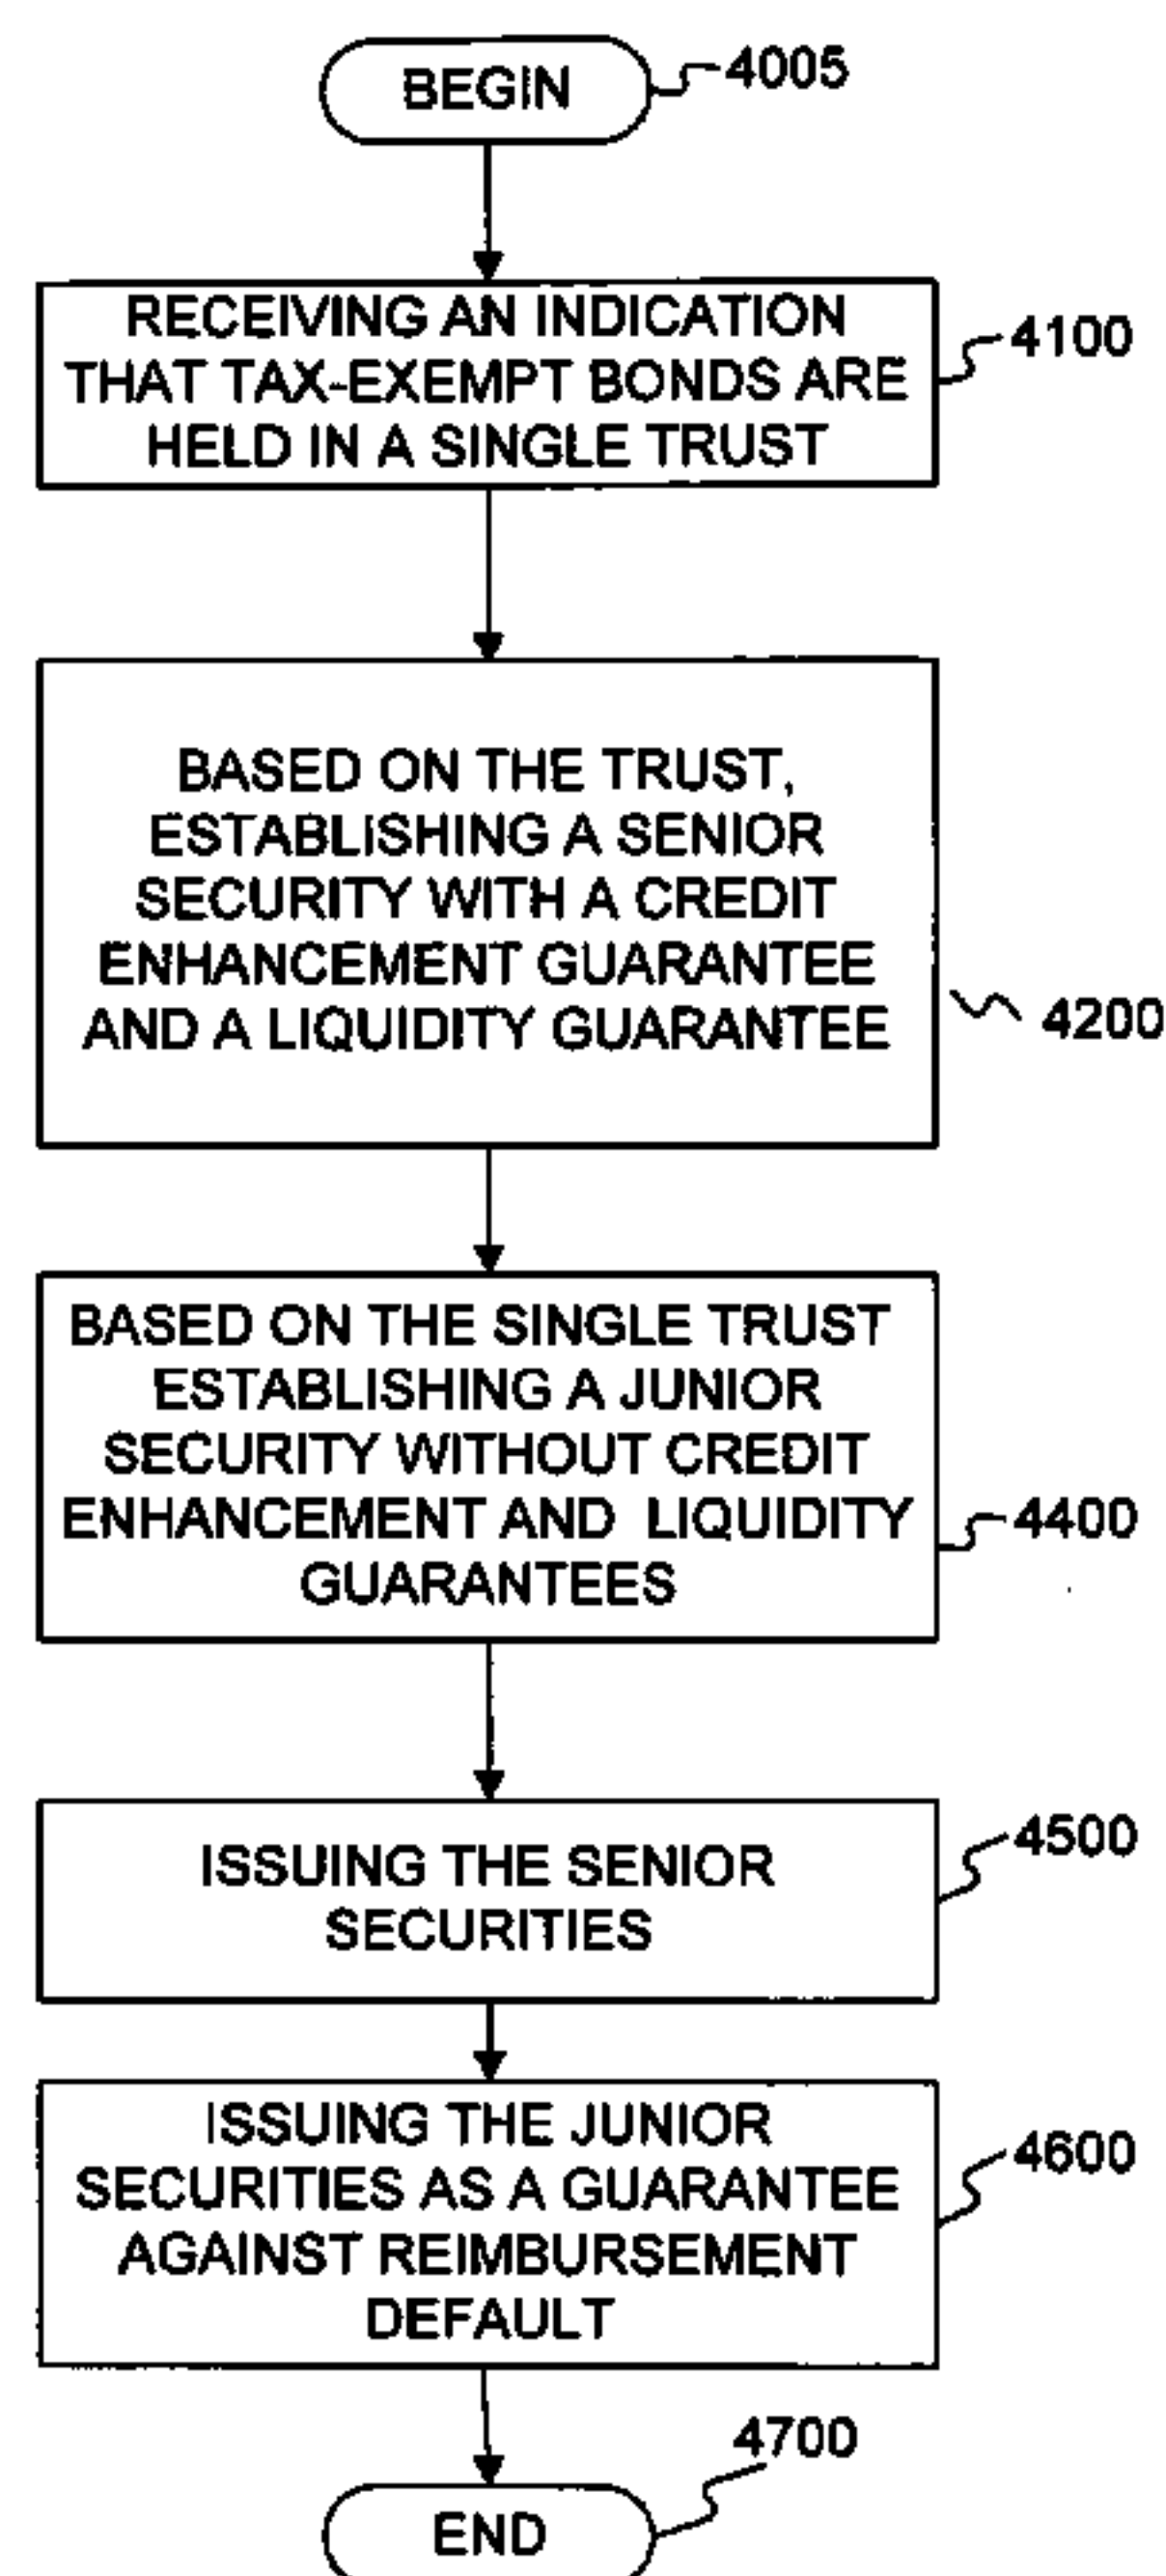 BEGIN
4005
RECEIVING AN INDICATION
THAT TAX-EXEMPT BONDS ARE
HELD IN A SINGLE TRUST
4100
BASED ON THE TRUST,
ESTABLISHING A SENIOR
SECURITY WITH A CREDIT
ENHANCEMENT GUARANTEE
AND A LIQUIDITY GUARANTEE
4200
BASED ON THE SINGLE TRUST
ESTABLISHING A JUNIOR
SECURITY WITHOUT CREDIT
ENHANCEMENT AND LIQUIDITY
GUARANTEES
4400
ISSUING THE SENIOR
SECURITIES
4500
ISSUING THE JUNIOR
SECURITIES AS A GUARANTEE
AGAINST REIMBURSEMENT
DEFAULT
4600
4700
END